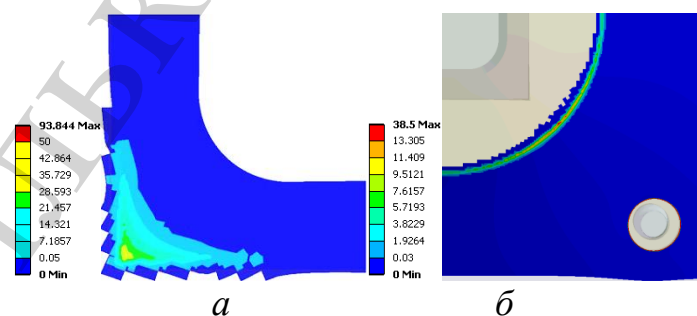 93.844 Max
50
42.864
35.729
28.593
21.457
14.321
7.1857
0.05
0 Min
38.5 Max
13.305
11.409
9.5121
7.6157
5.7193
3.8229
1.9264
0.03
0 Min
а
б